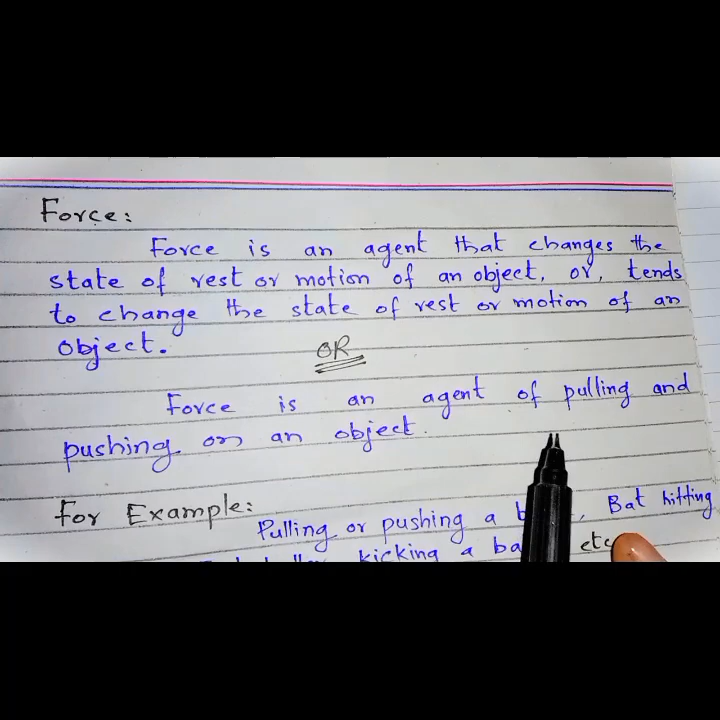 Force:
Force is an agent that changes the
state of rest or motion of an object, or, tends
to change the state of rest or motion of an
object.
OR
Force is an agent of pulling and
pushing on an object.
For Example:
Pulling or pushing a , Bat hitting
kicking a etc